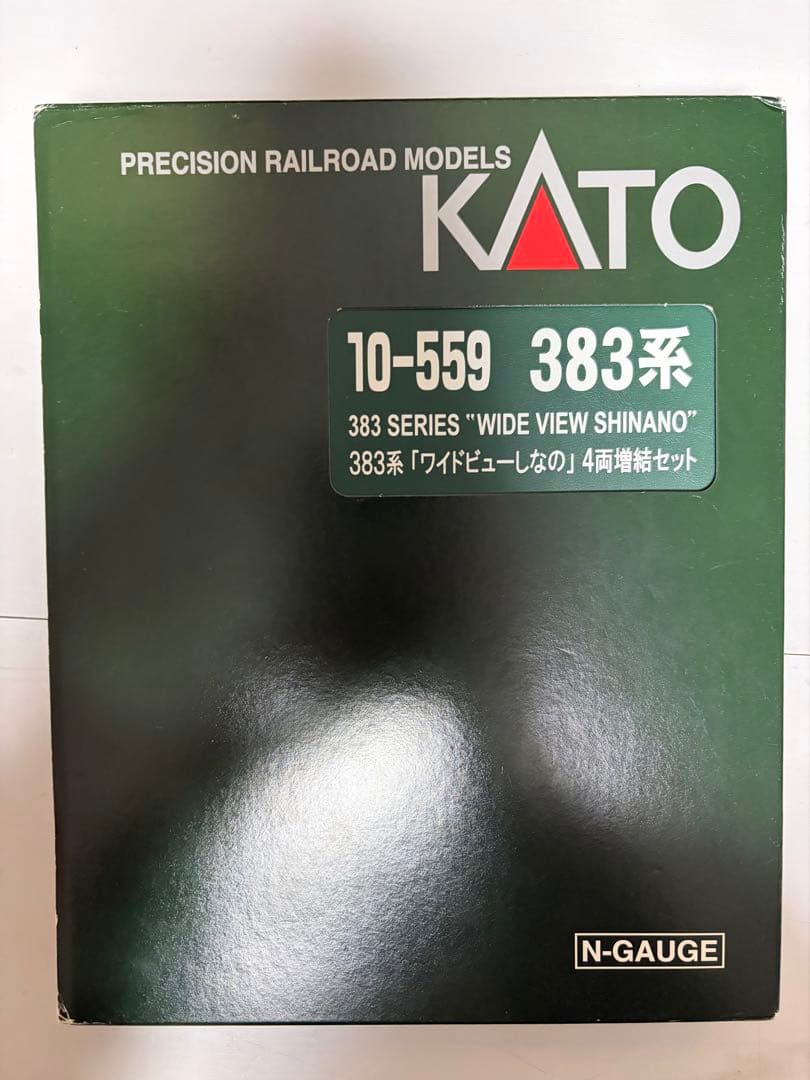 PRECISION RAILROAD MODELS
KATO
10-559 383系
383 SERIES "WIDE VIEW SHINANO"
383系「ワイドビューしなの」4両増結セット
N-GAUGE